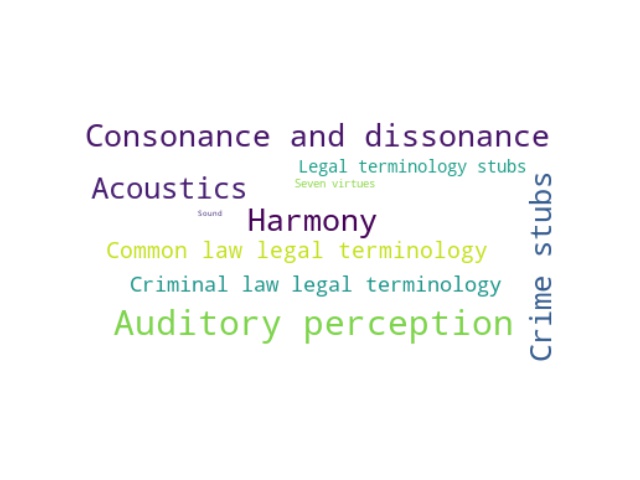 Consonance and dissonance
Legal terminology stubs
Acoustics
Seven virtues
Sound
Harmony
Common law legal terminology
Criminal law legal terminology
Auditory perception
Crime stubs